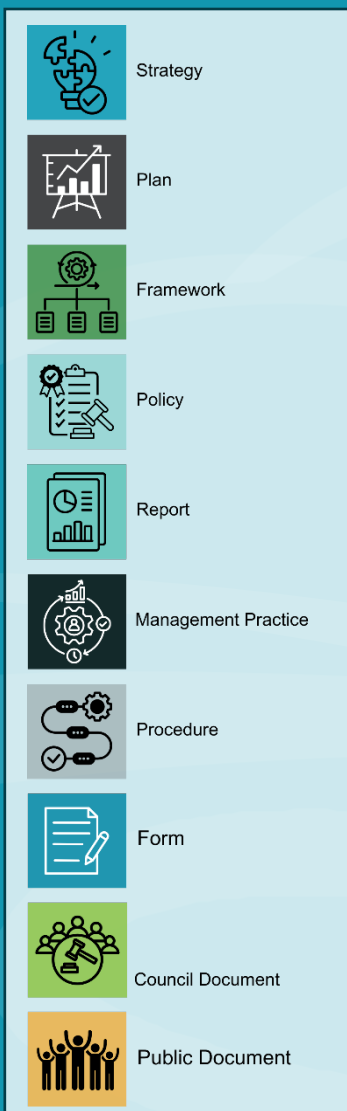 Strategy
Plan
Framework
Policy
Report
Management Practice
Procedure
Form
Council Document
Public Document